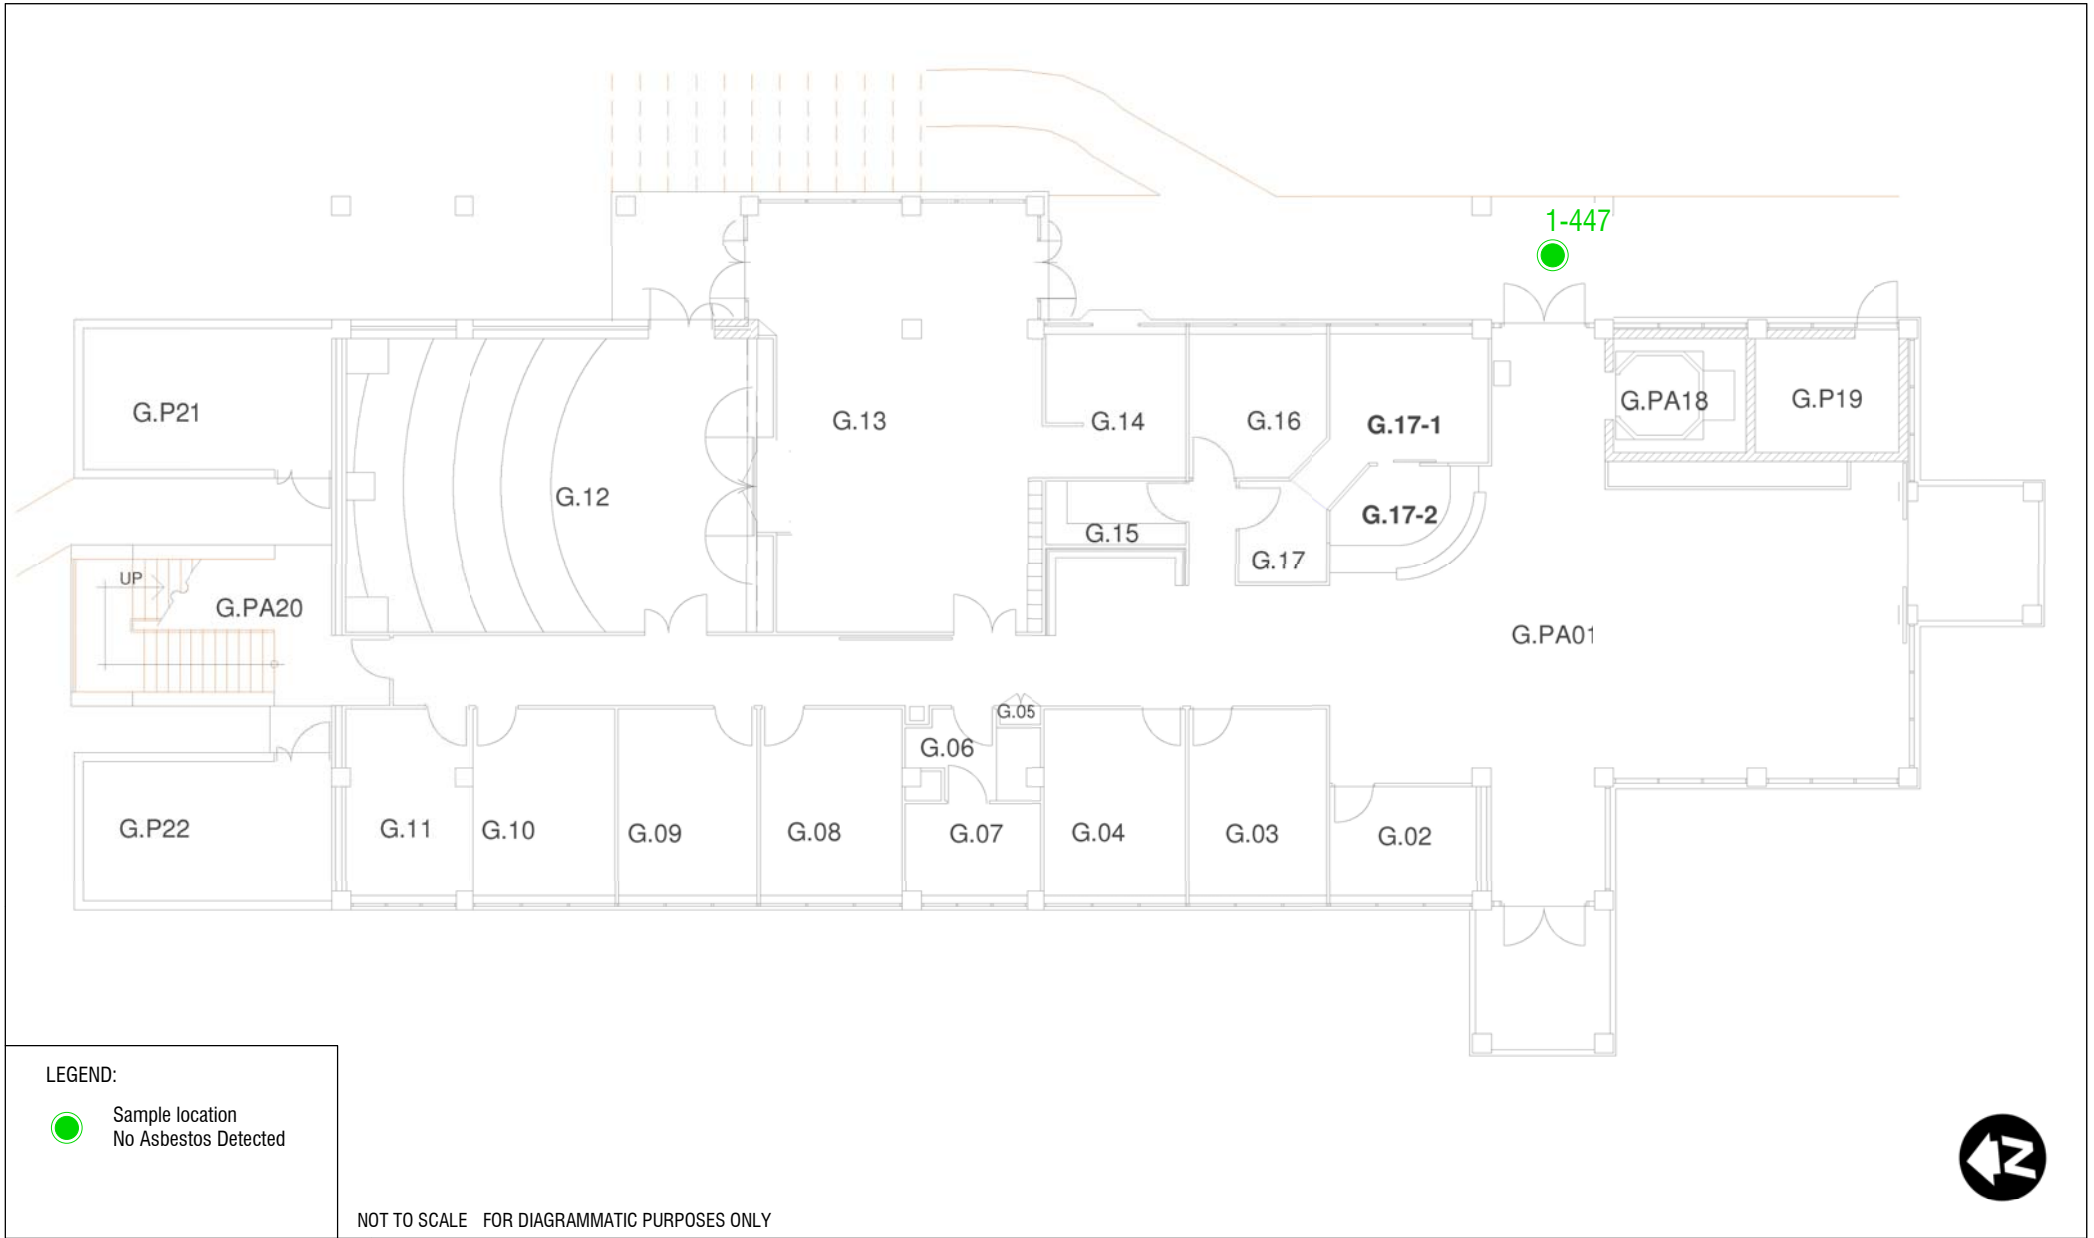 1-447
G.P21
G.13
G.14
G.16
G.17-1
G.PA18
G.P19
G.12
G.15
G.17-2
G.17
UP
G.PA20
G.PA01
G.05
G.06
G.P22
G.11
G.10
G.09
G.08
G.07
G.04
G.03
G.02
LEGEND:
Sample location
No Asbestos Detected
N
NOT TO SCALE FOR DIAGRAMMATIC PURPOSES ONLY